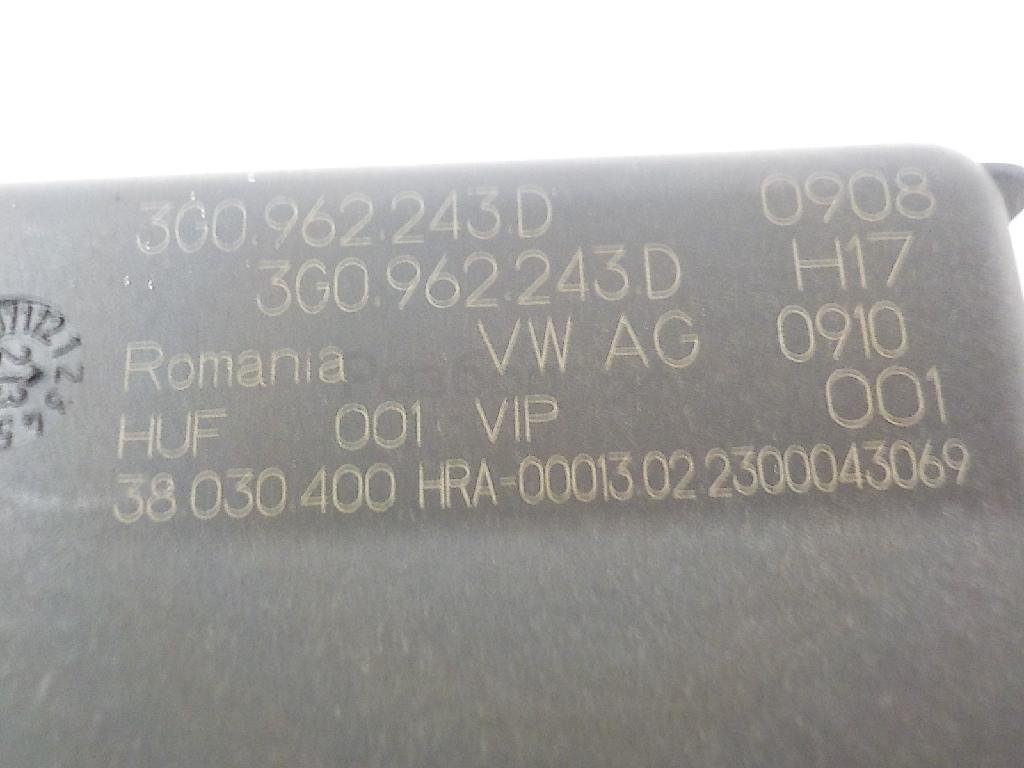 3G0.962.243.D 0908
3G0.962.243.D H17
Romania VW AG 0910
HUF 001 VIP 001
38.030.400 HRA-00013.02 2300043069